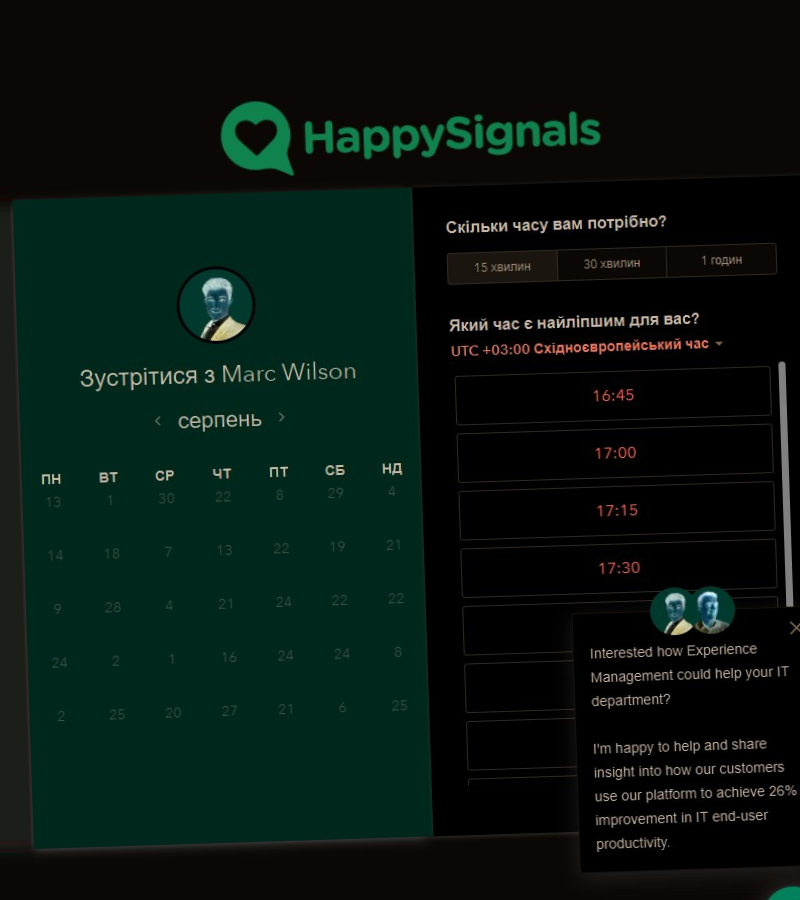 HappySignals
Зустрітися з Marc Wilson
серпень
ПН ВТ СР ЧТ ПТ СБ НД
13 1 30 22 8 29 4
14 18 7 13 22 19 21
9 28 4 21 24 22 22
24 2 1 16 24 24 8
2 25 20 27 21 6 25
Скільки часу вам потрібно?
15 хвилин 30 хвилин 1 годин
Який час є найліпшим для вас?
UTC +03:00 Східноєвропейський час
16:45
17:00
17:15
17:30
Interested how Experience
Management could help your IT
department?
I'm happy to help and share
insight into how our customers
use our platform to achieve 26%
improvement in IT end-user
productivity.